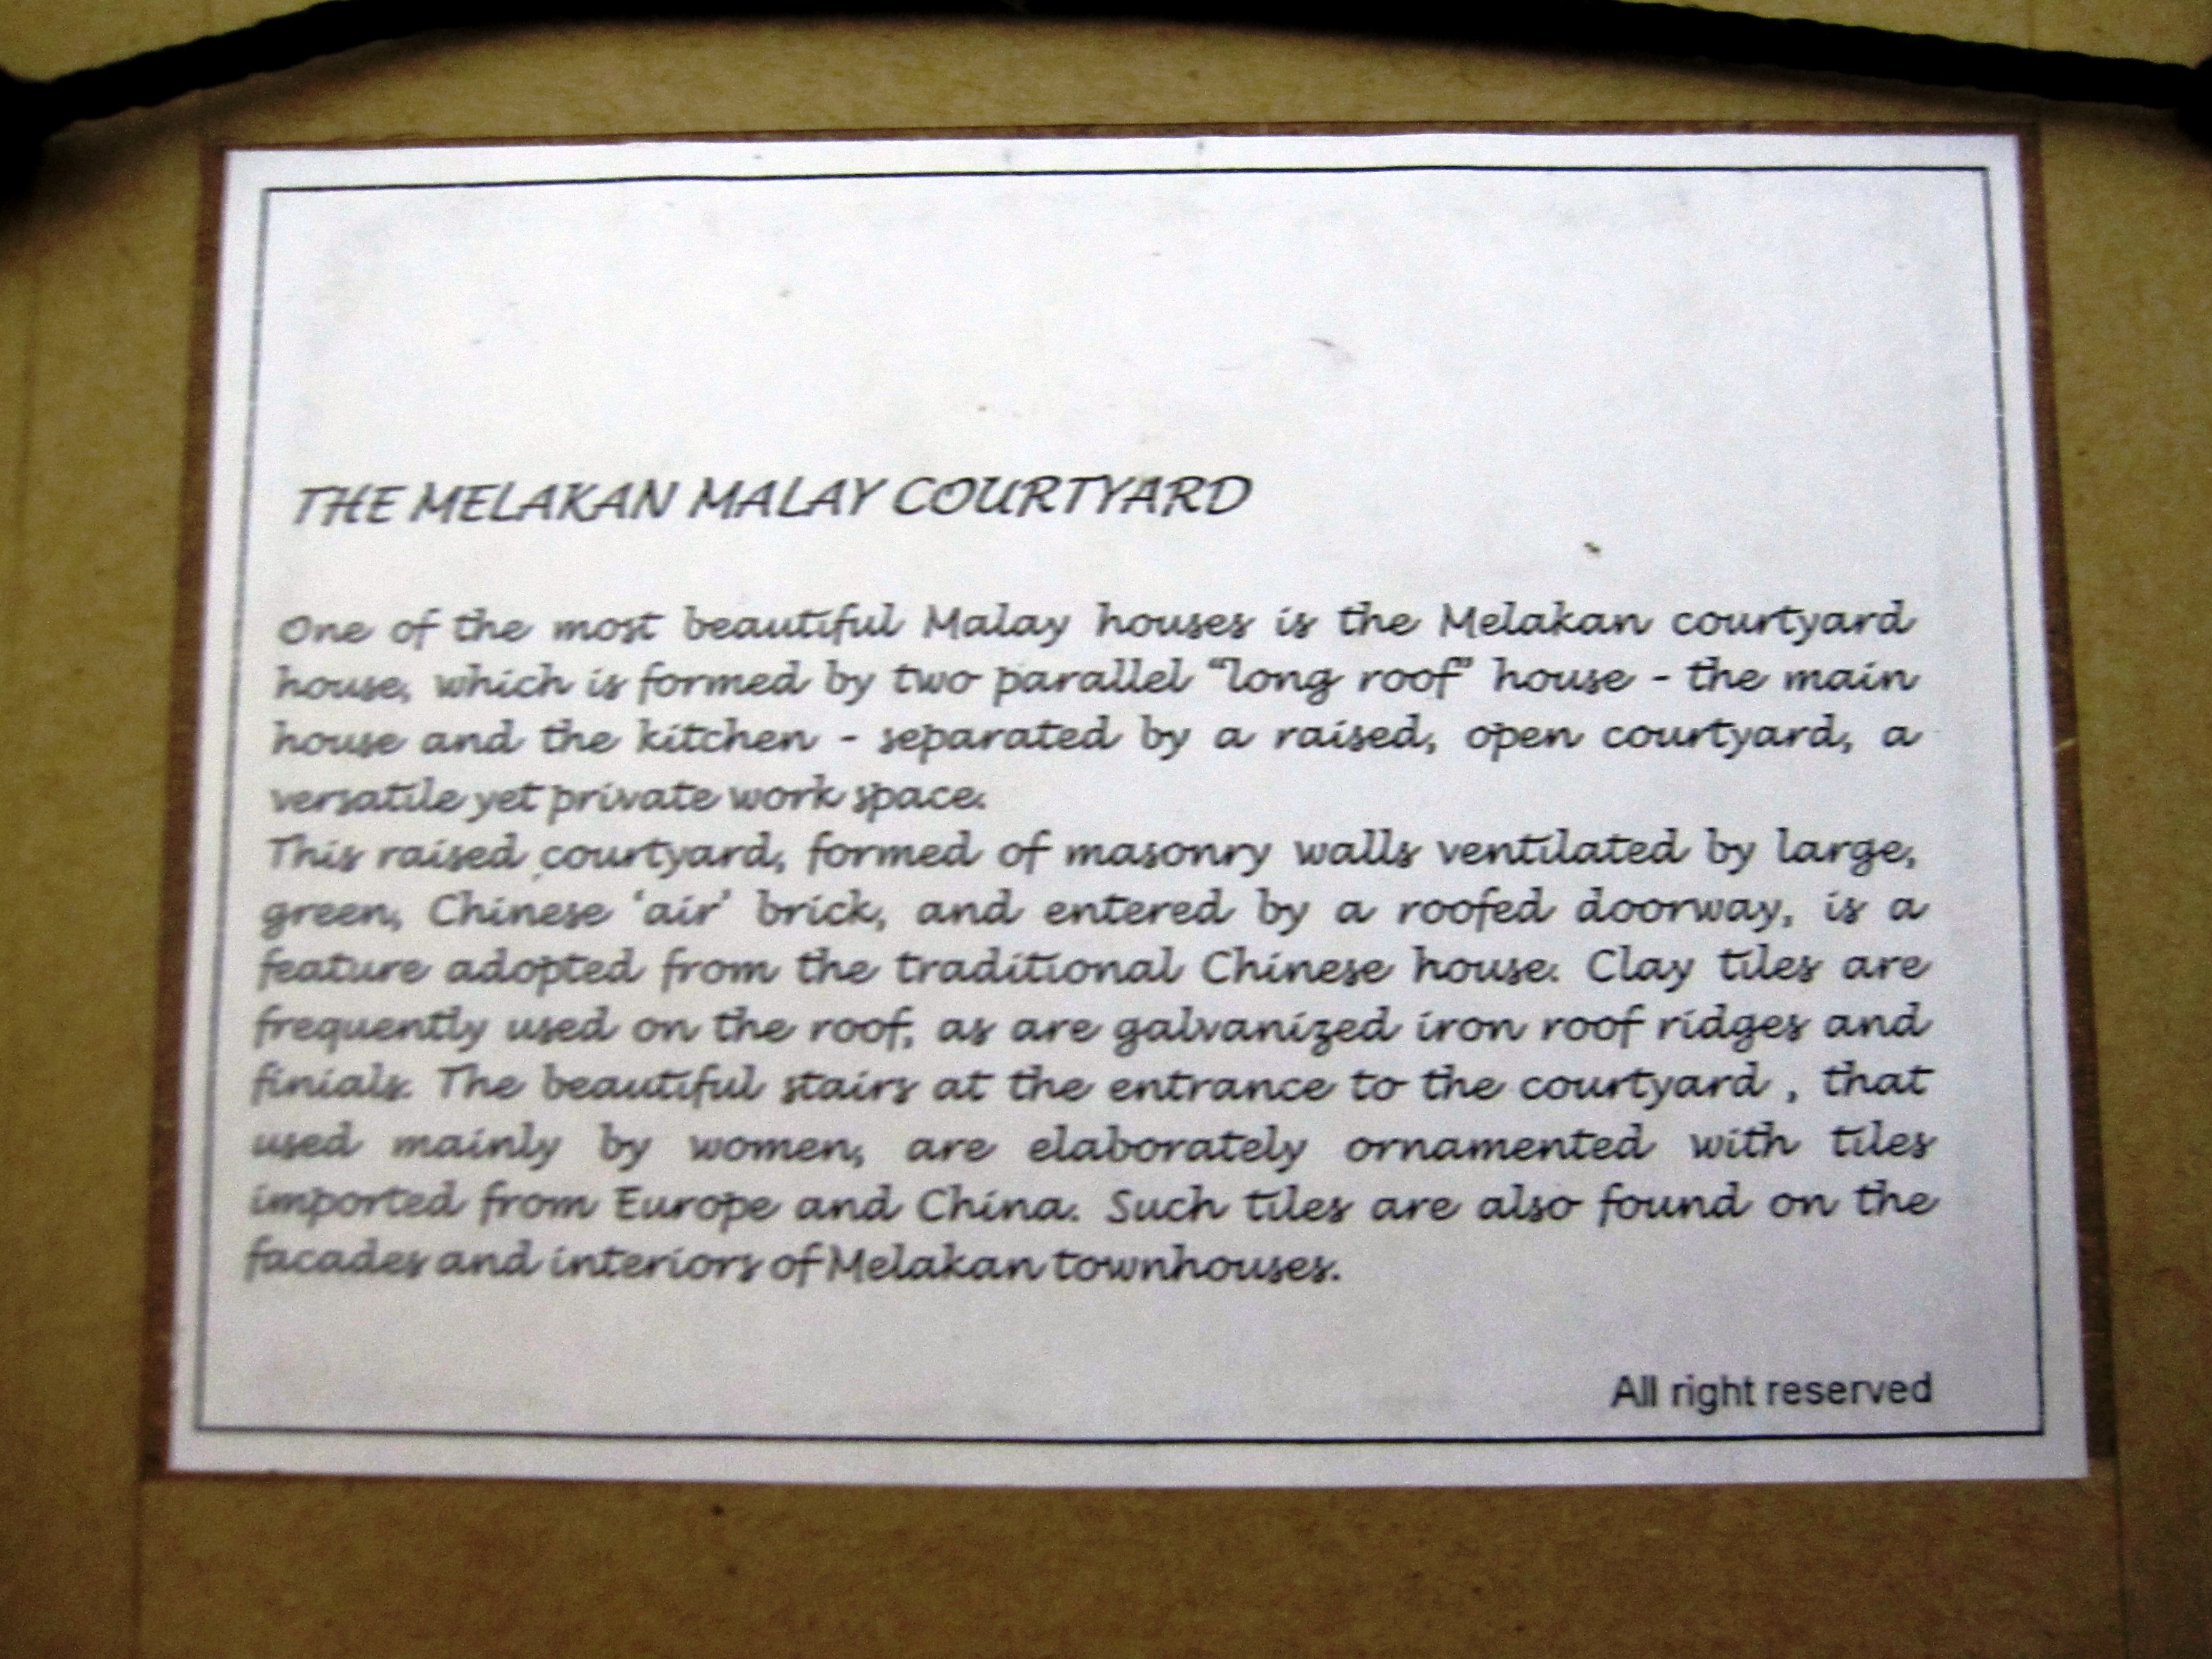 THE MELAKAN MALAY COURTYARD
One of the most beautiful Malay houses is the Melakan courtyard
house, which is formed by two parallel “long roof” house - the main
house and the kitchen - separated by a raised, open courtyard, a
versatile yet private work space.
This raised courtyard, formed of masonry walls ventilated by large,
green, Chinese ‘air’ brick, and entered by a roofed doorway, is a
feature adopted from the traditional Chinese house. Clay tiles are
frequently used on the roof, as are galvanized iron roof ridges and
finials. The beautiful stairs at the entrance to the courtyard , that
used mainly by women, are elaborately ornamented with tiles
imported from Europe and China. Such tiles are also found on the
facades and interiors of Melakan townhouses.
All right reserved